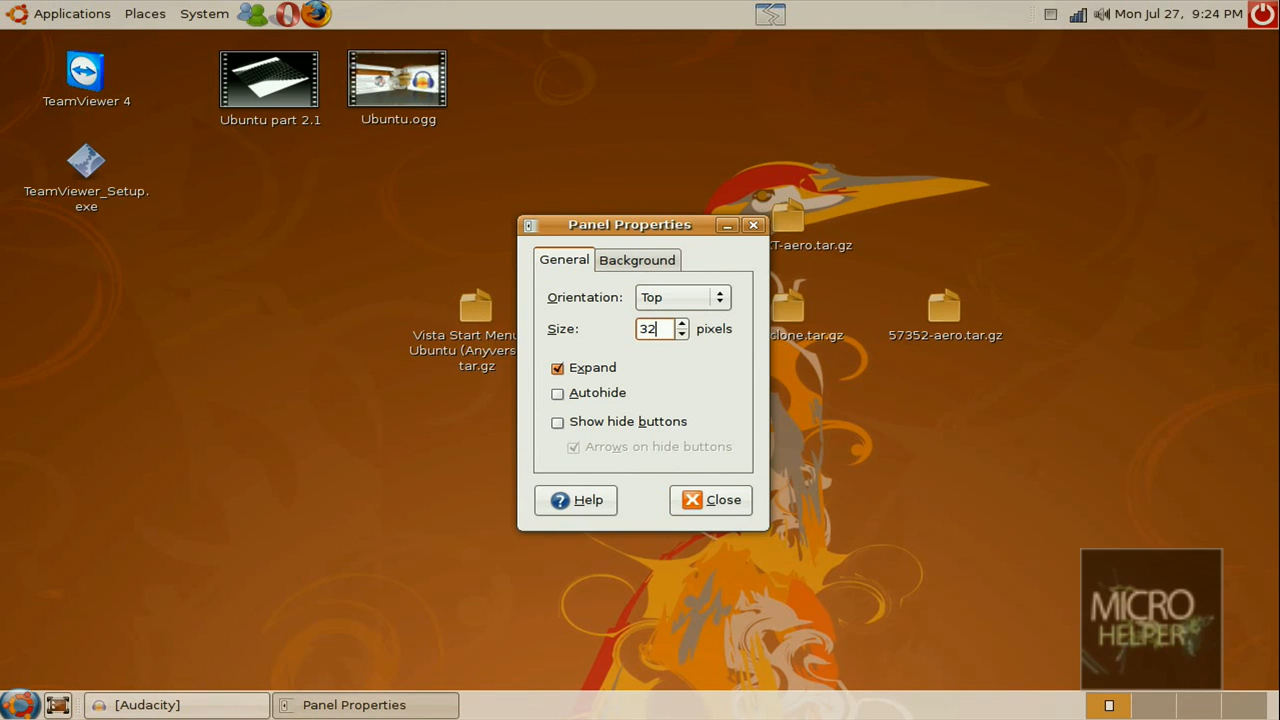 Applications Places System
Mon Jul 27, 9:24 PM
TeamViewer 4
Ubuntu part 2.1
Ubuntu.ogg
TeamViewer_Setup.
exe
Panel Properties
T-aero.tar.gz
General Background
Orientation: Top
Size: 32 pixels
Vista Start Menu
Ubuntu (Anyvers
tar.gz
clone.tar.gz
57352-aero.tar.gz
Expand
Autohide
Show hide buttons
Arrows on hide buttons
Help Close
MICRO
HELPER
[Audacity] Panel Properties